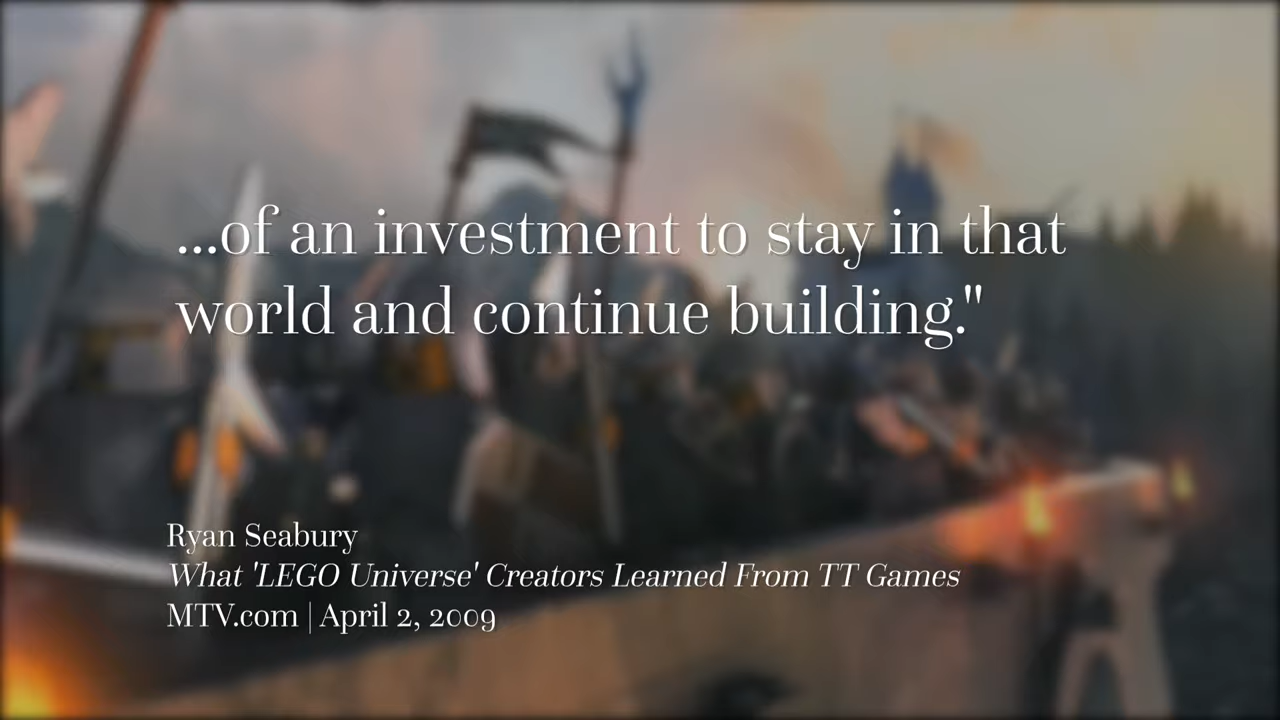 ...of an investment to stay in that
world and continue building."
Ryan Seabury
What 'LEGO Universe' Creators Learned From TT Games
MTV.com | April 2, 2009